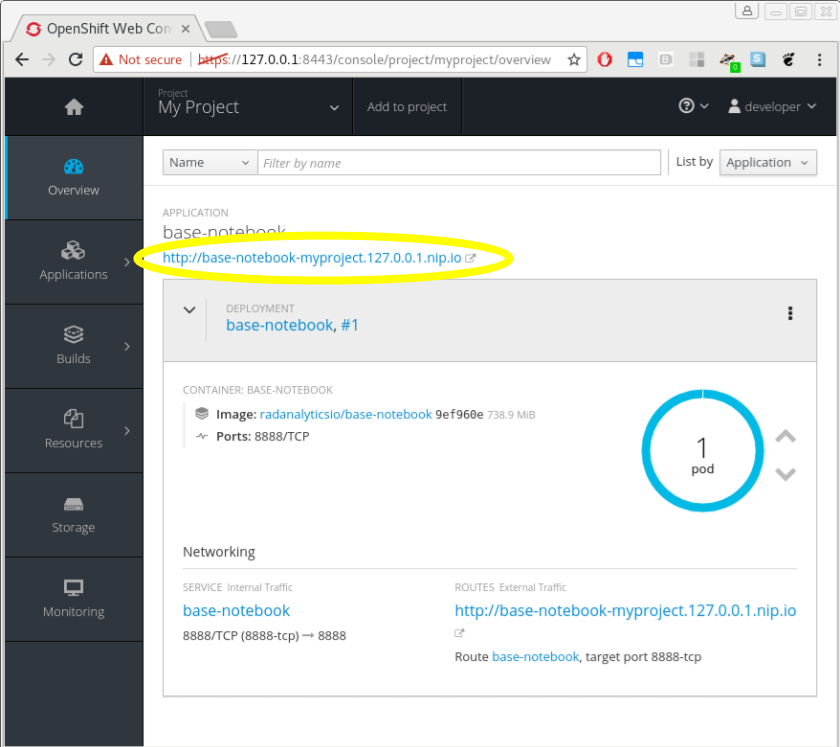 OpenShift Web Con
Not secure https://127.0.0.1:8443/console/project/myproject/overview
Project
My Project
Add to project
developer
Name
Filter by name
List by
Application
Overview
Applications
Builds
Resources
Storage
Monitoring
APPLICATION
base-notebook
http://base-notebook-myproject.127.0.0.1.nip.io
DEPLOYMENT
base-notebook, #1
CONTAINER: BASE-NOTEBOOK
Image: radanalyticsio/base-notebook 9ef960e 738.9 MiB
Ports: 8888/TCP
1
pod
Networking
SERVICE Internal Traffic
base-notebook
8888/TCP (8888-tcp) → 8888
ROUTES External Traffic
http://base-notebook-myproject.127.0.0.1.nip.io
Route base-notebook, target port 8888-tcp